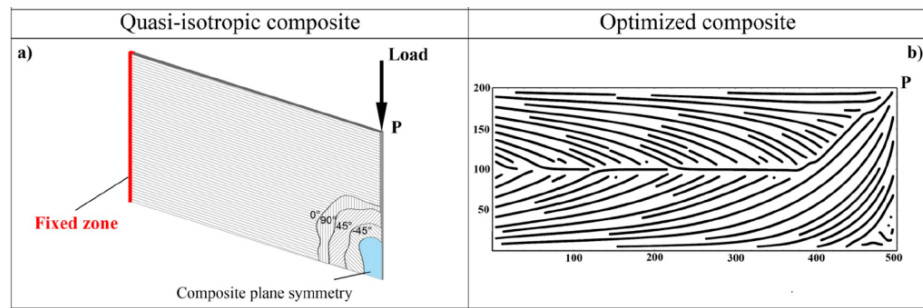 Quasi-isotropic composite
Optimized composite
a)
Load
P
Fixed zone
0°
90°
45°
-45°
Composite plane symmetry
b)
P
200
150
100
50
100
200
300
400
500